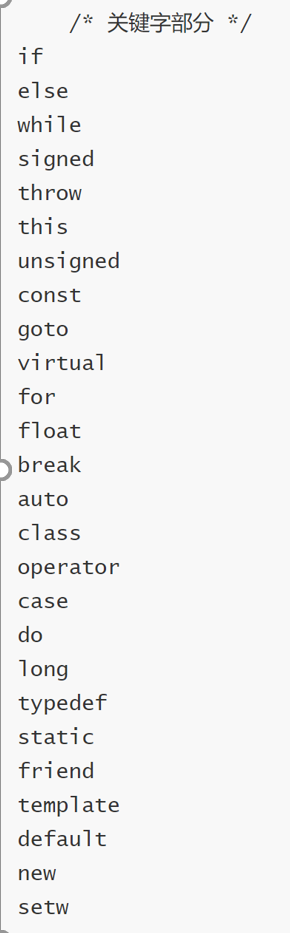 /* 关键字部分 */
if
else
while
signed
throw
this
unsigned
const
goto
virtual
for
float
break
auto
class
operator
case
do
long
typedef
static
friend
template
default
new
setw